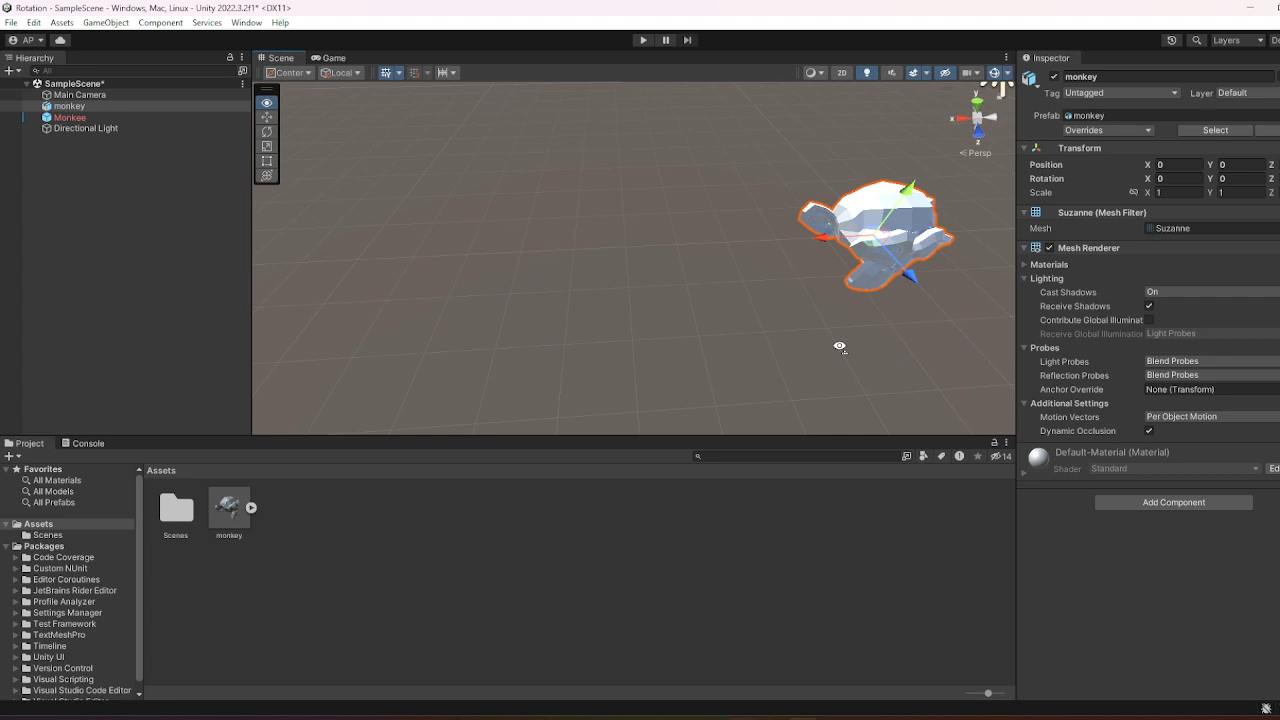 Rotation - SampleScene - Windows, Mac, Linux - Unity 2022.3.2f1* <DX11>
File Edit Assets GameObject Component Services Window Help
AP Layers
Hierarchy Scene Game Inspector
All
Center Local 2D
SampleScene*
Main Camera
monkey
Monkee
Directional Light
y
x
z
Persp
monkey
Tag Untagged Layer Default
Prefab monkey
Overrides Select
Transform
Position X 0 Y 0 Z
Rotation X 0 Y 0 Z
Scale X 1 Y 1 Z
Suzanne (Mesh Filter)
Mesh Suzanne
Mesh Renderer
Materials
Lighting
Cast Shadows On
Receive Shadows
Contribute Global Illuminat
Receive Global Illumination Light Probes
Probes
Light Probes Blend Probes
Reflection Probes Blend Probes
Anchor Override None (Transform)
Additional Settings
Motion Vectors Per Object Motion
Dynamic Occlusion
Default-Material (Material)
Shader Standard Ed
Add Component
Project Console
14
Favorites
All Materials
All Models
All Prefabs
Assets
Scenes
Packages
Code Coverage
Custom NUnit
Editor Coroutines
JetBrains Rider Editor
Profile Analyzer
Settings Manager
Test Framework
TextMeshPro
Timeline
Unity UI
Version Control
Visual Scripting
Visual Studio Code Editor
Assets
Scenes monkey